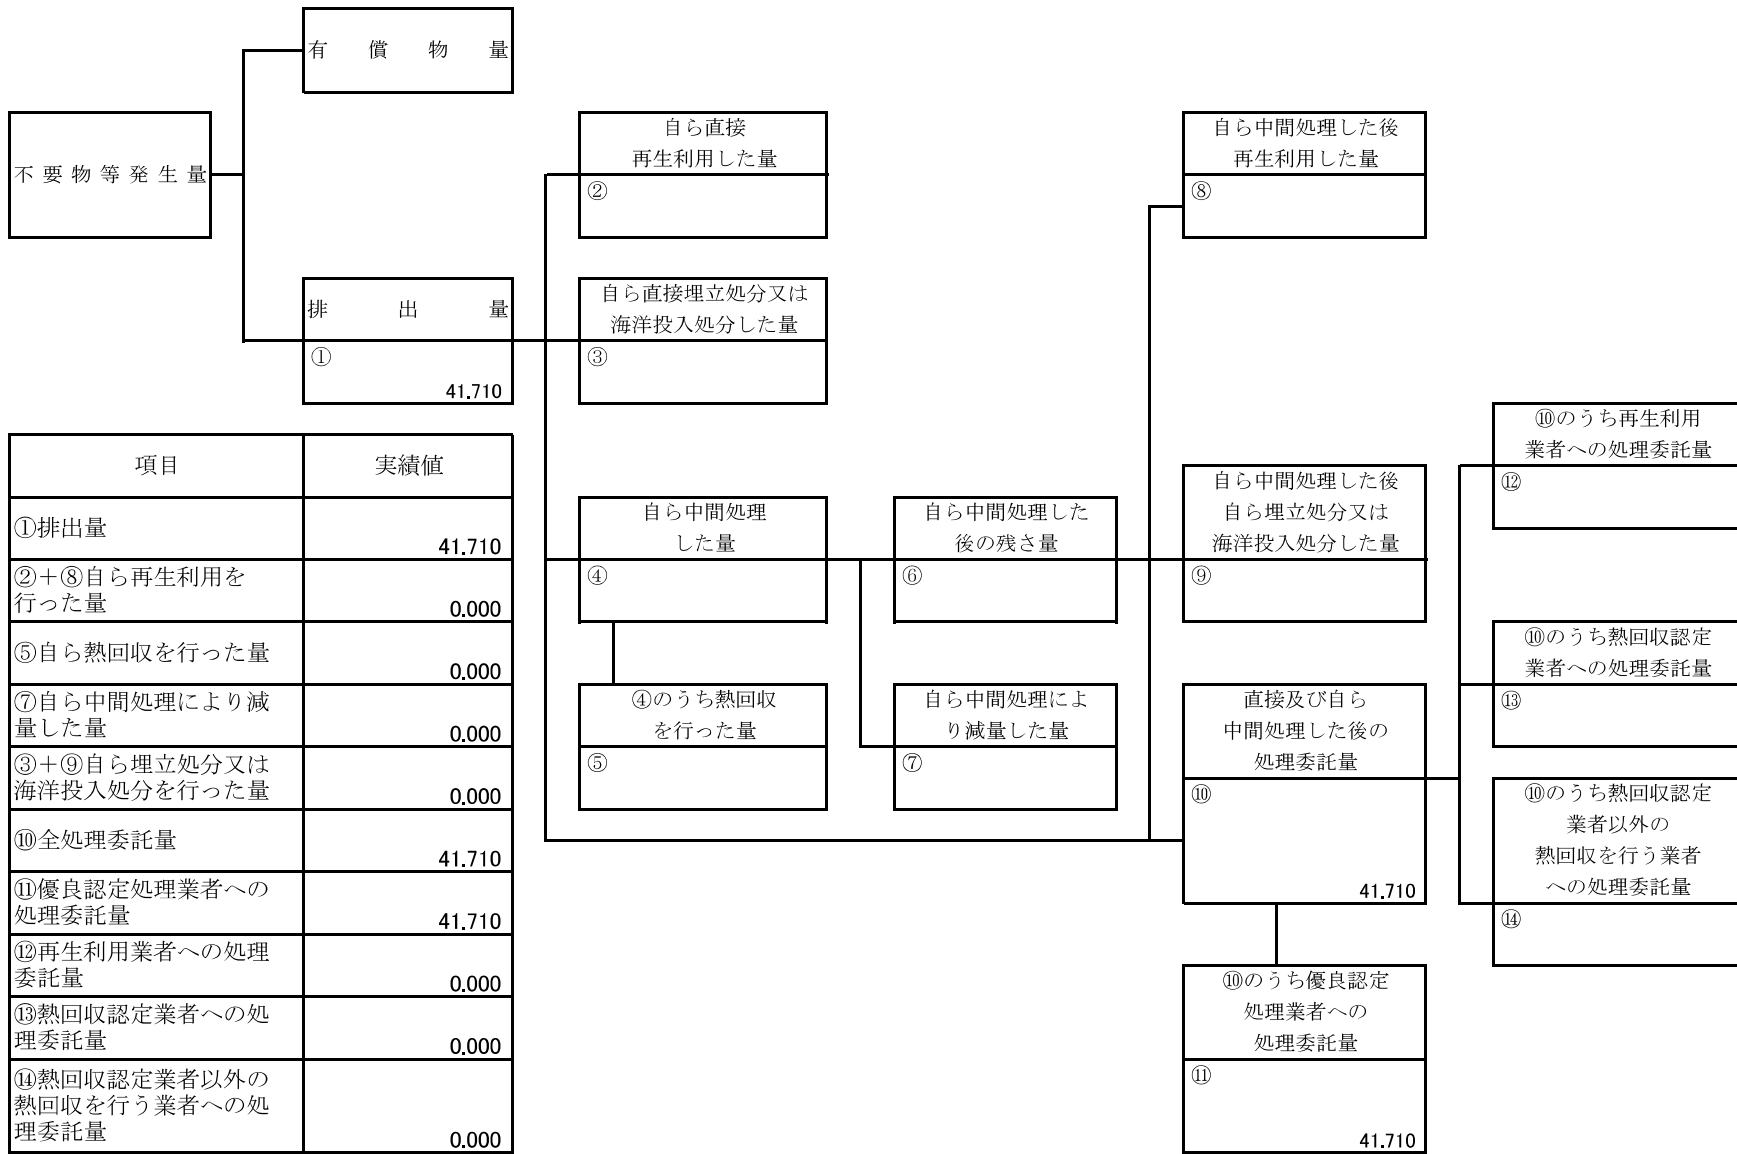 有償物量
不要物等発生量
排出量
①
41.710
自ら直接
再生利用した量
②
自ら直接埋立処分又は
海洋投入処分した量
③
自ら中間処理
した量
④
④のうち熱回収
を行った量
⑤
自ら中間処理した
後の残さ量
⑥
自ら中間処理によ
り減量した量
⑦
自ら中間処理した後
再生利用した量
⑧
自ら中間処理した後
自ら埋立処分又は
海洋投入処分した量
⑨
直接及び自ら
中間処理した後の
処理委託量
⑩
41.710
⑩のうち優良認定
処理業者への
処理委託量
⑪
41.710
⑩のうち再生利用
業者への処理委託量
⑫
⑩のうち熱回収認定
業者への処理委託量
⑬
⑩のうち熱回収認定
業者以外の
熱回収を行う業者
への処理委託量
⑭
項目 実績値
①排出量
41.710
②+⑧自ら再生利用を
行った量
0.000
⑤自ら熱回収を行った量
0.000
⑦自ら中間処理により減
量した量
0.000
③+⑨自ら埋立処分又は
海洋投入処分を行った量
0.000
⑩全処理委託量
41.710
⑪優良認定処理業者への
処理委託量
41.710
⑫再生利用業者への処理
委託量
0.000
⑬熱回収認定業者への処
理委託量
0.000
⑭熱回収認定業者以外の
熱回収を行う業者への処
理委託量
0.000